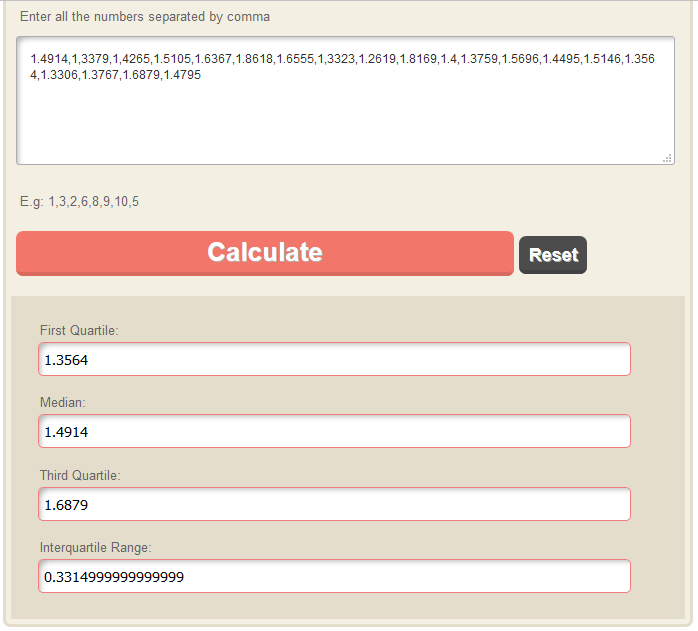 Enter all the numbers separated by comma
1.4914,1,3379,1,4265,1.5105,1.6367,1.8618,1.6555,1,3323,1.2619,1.8169,1.4,1.3759,1.5696,1.4495,1.5146,1.356
4,1.3306,1.3767,1.6879,1.4795
E.g: 1,3,2,6,8,9,10,5
Calculate Reset
First Quartile:
1.3564
Median:
1.4914
Third Quartile:
1.6879
Interquartile Range:
0.3314999999999999